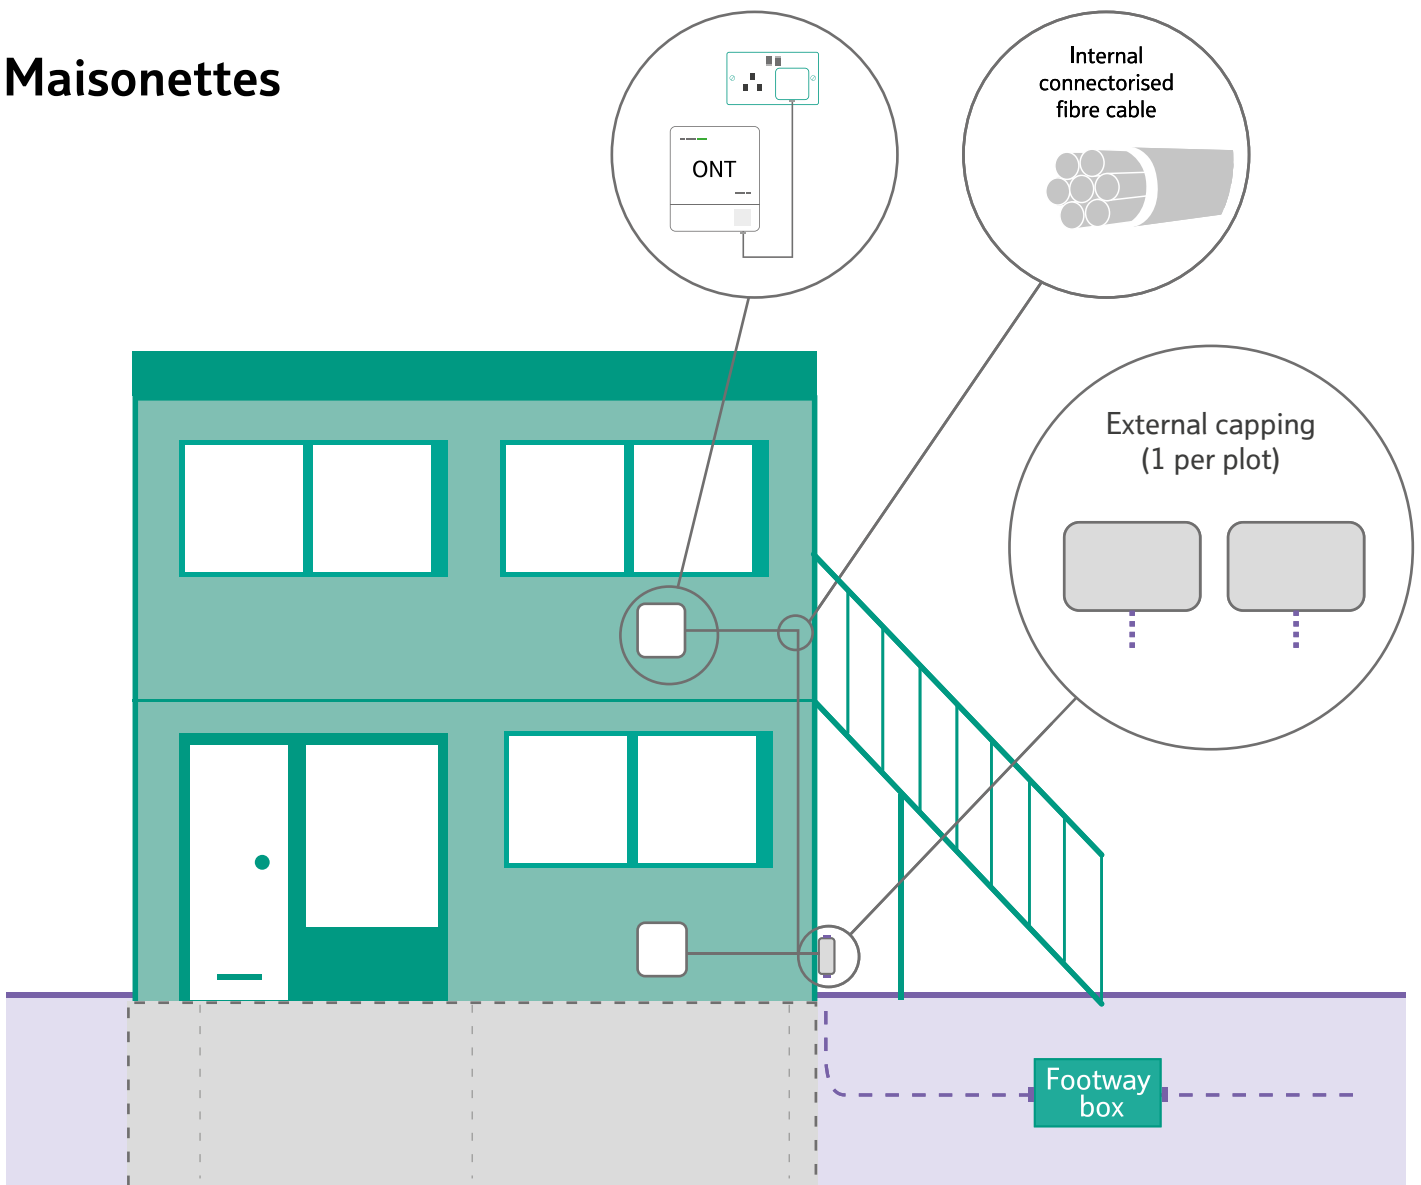 Maisonettes
ONT
Internal
connectorised
fibre cable
External capping
(1 per plot)
Footway
box